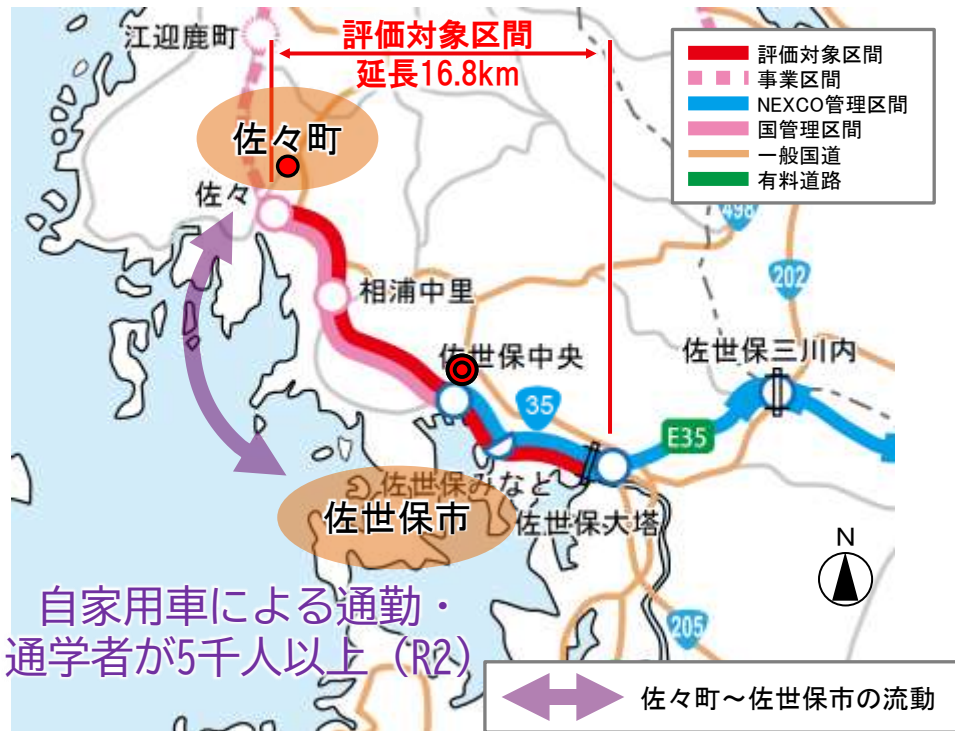 江迎鹿町
評価対象区間
延長16.8km
評価対象区間
事業区間
NEXCO管理区間
国管理区間
一般国道
有料道路
佐々町
佐々
498
202
相浦中里
佐世保中央
佐世保三川内
35
E35
佐世保みなと
佐世保市
佐世保大塔
N
205
自家用車による通勤・
通学者が5千人以上（R2）
佐々町～佐世保市の流動